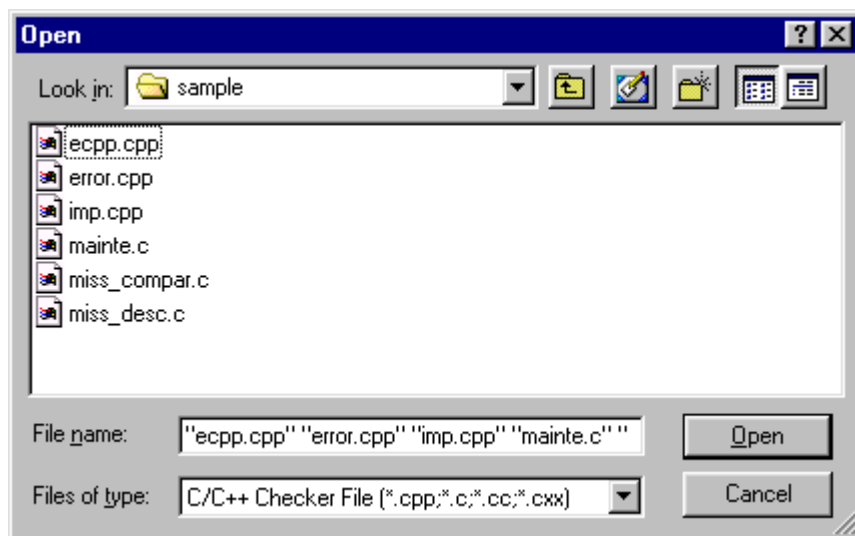 Open
Look in: sample
ecpp.cpp
error.cpp
imp.cpp
mainte.c
miss_compar.c
miss_desc.c
File name: "ecpp.cpp" "error.cpp" "imp.cpp" "mainte.c" " Open
Files of type: C/C++ Checker File (*.cpp;*.c;*.cc;*.cxx) Cancel